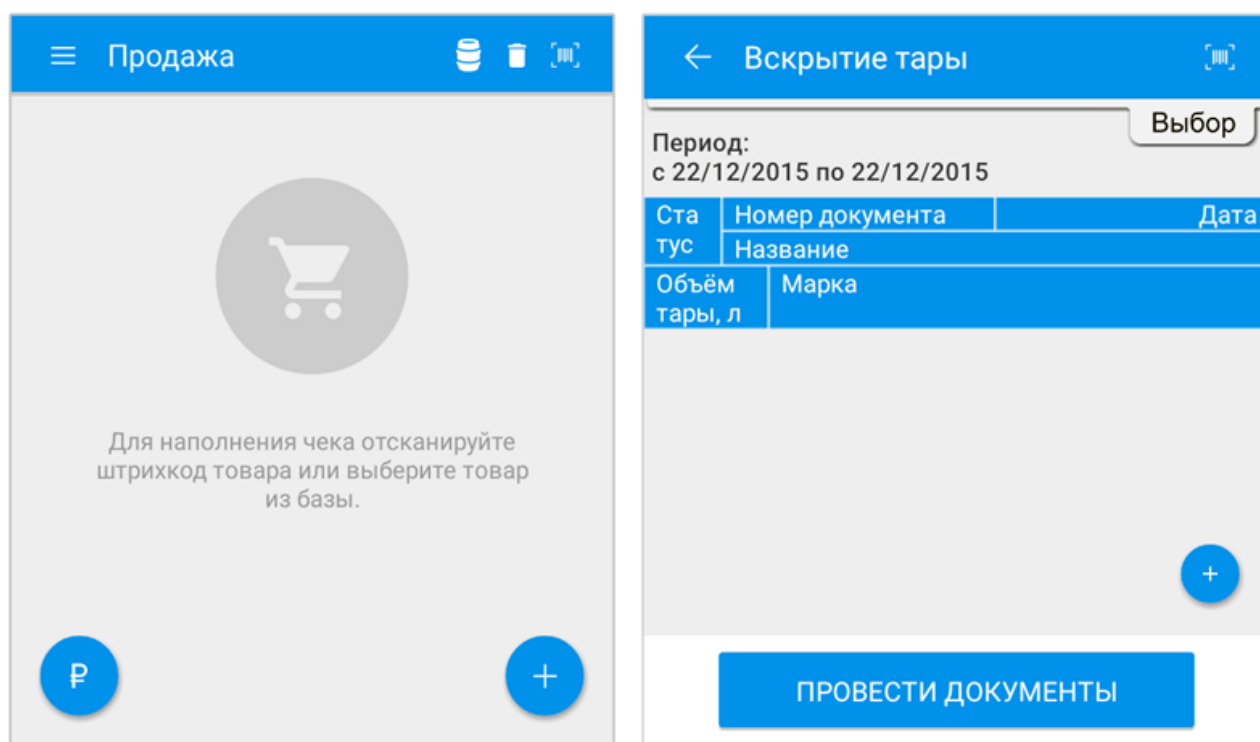 Продажа
Для наполнения чека отсканируйте
штрихкод товара или выберите товар
из базы.
₽
+
Вскрытие тары
Выбор
Период:
с 22/12/2015 по 22/12/2015
Ста
тус
Номер документа
Дата
Название
Объём
тары, л
Марка
+
ПРОВЕСТИ ДОКУМЕНТЫ